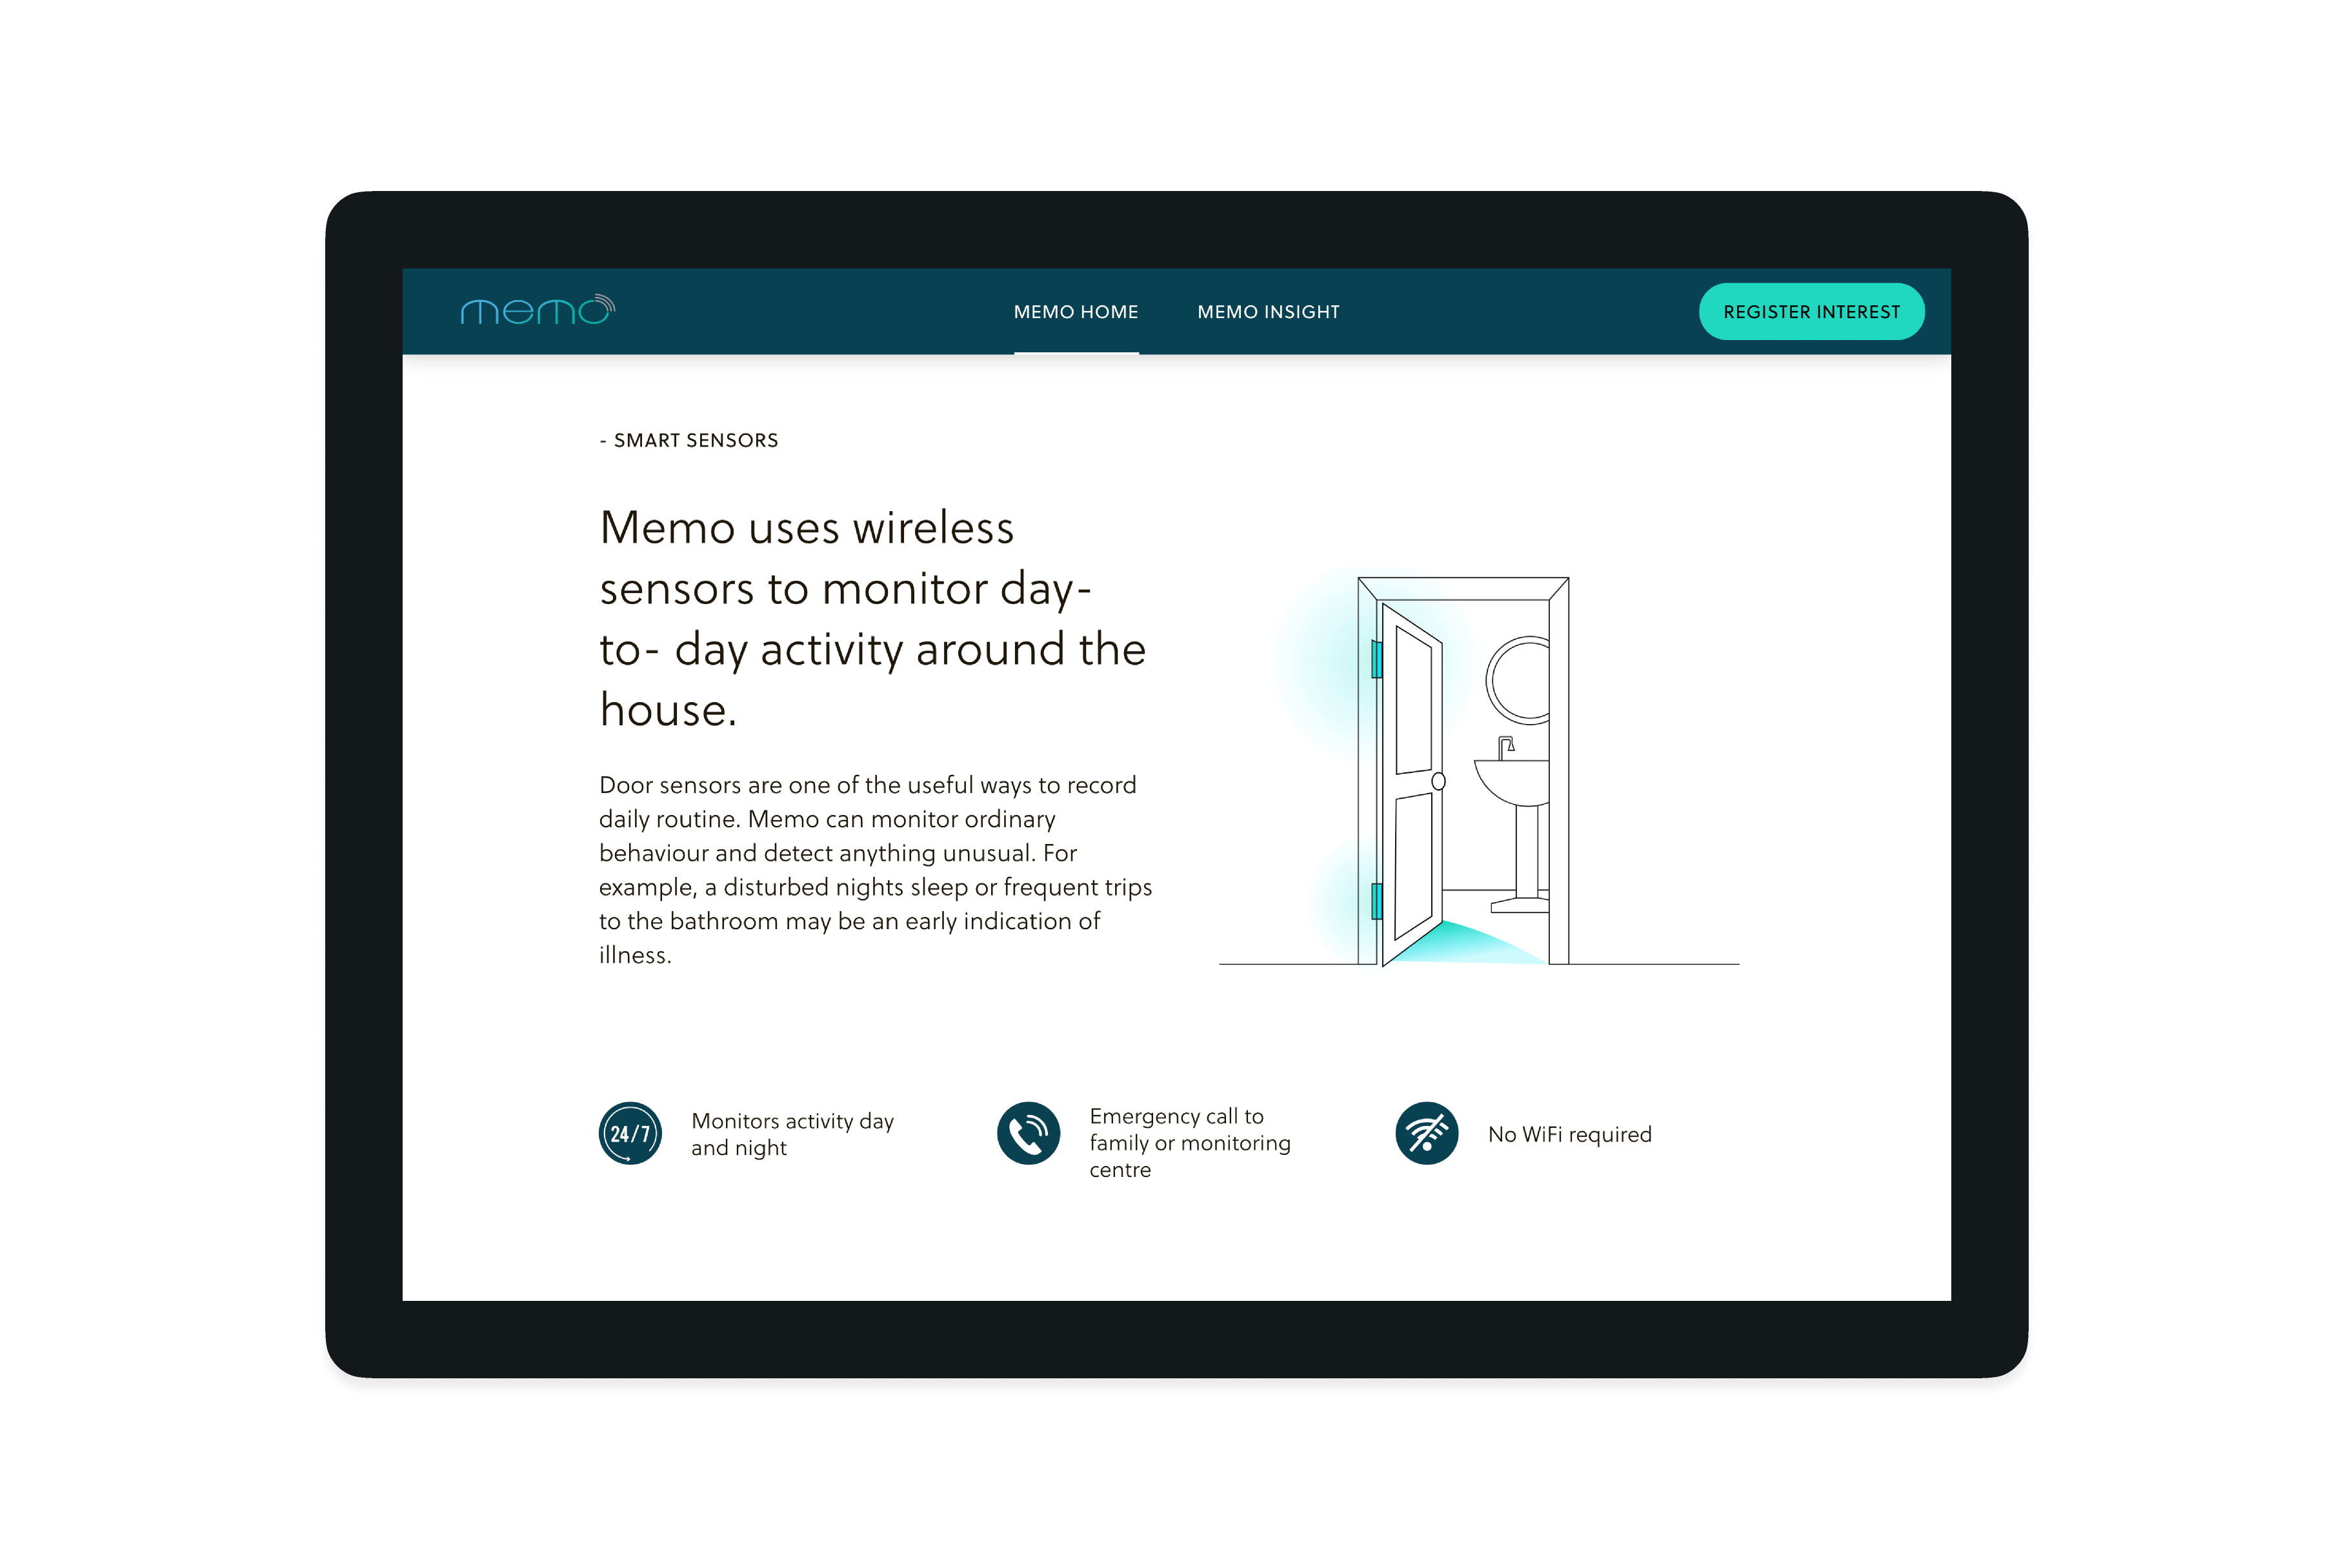 memo
MEMO HOME
MEMO INSIGHT
REGISTER INTEREST
- SMART SENSORS
Memo uses wireless
sensors to monitor day-
to- day activity around the
house.
Door sensors are one of the useful ways to record
daily routine. Memo can monitor ordinary
behaviour and detect anything unusual. For
example, a disturbed nights sleep or frequent trips
to the bathroom may be an early indication of
illness.
24/7
Monitors activity day
and night
Emergency call to
family or monitoring
centre
No WiFi required